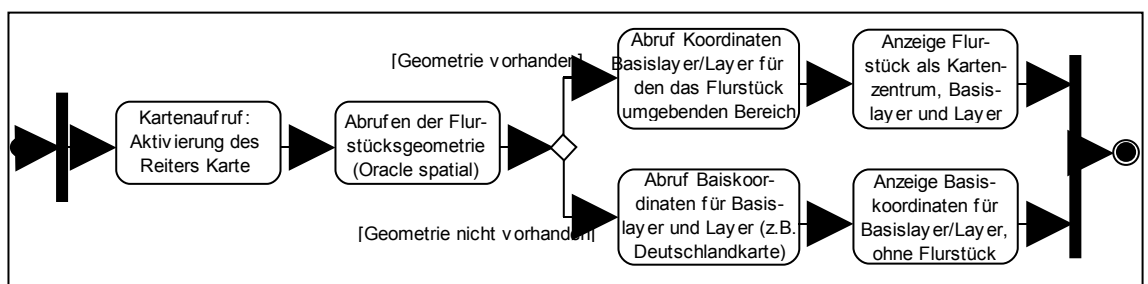 Kartenaufruf:
Aktivierung des
Reiters Karte
Abrufen der Flur-
stücksgeometrie
(Oracle spatial)
[Geometrie vorhanden]
Abruf Koordinaten
Basislayer/Layer für
den das Flurstück
umgebenden Bereich
Anzeige Flur-
stück als Karten-
zentrum, Basis-
layer und Layer
[Geometrie nicht vorhanden]
Abruf Baiskoor-
dinaten für Basis-
layer und Layer (z.B.
Deutschlandkarte)
Anzeige Basis-
koordinaten für
Basislayer/Layer,
ohne Flurstück